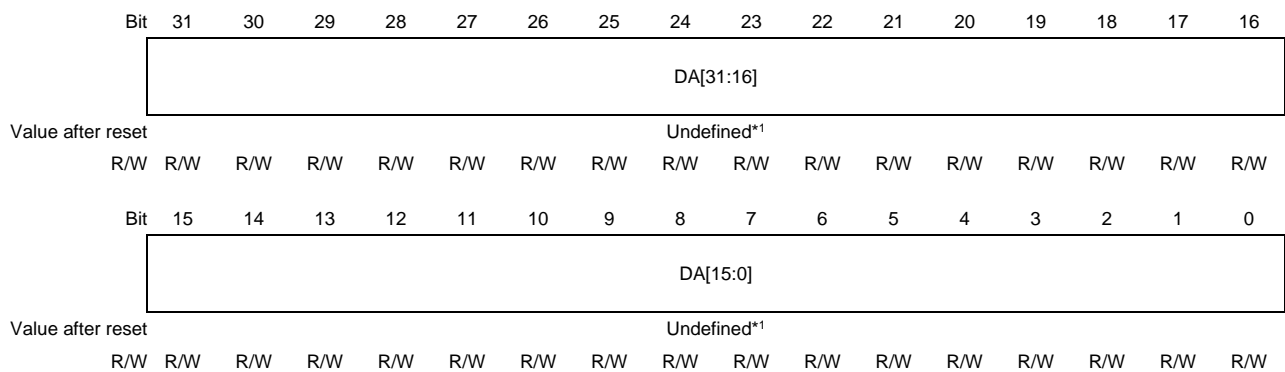 Bit 31 30 29 28 27 26 25 24 23 22 21 20 19 18 17 16
DA[31:16]
Value after reset Undefined*1
R/W R/W R/W R/W R/W R/W R/W R/W R/W R/W R/W R/W R/W R/W R/W R/W R/W
Bit 15 14 13 12 11 10 9 8 7 6 5 4 3 2 1 0
DA[15:0]
Value after reset Undefined*1
R/W R/W R/W R/W R/W R/W R/W R/W R/W R/W R/W R/W R/W R/W R/W R/W R/W